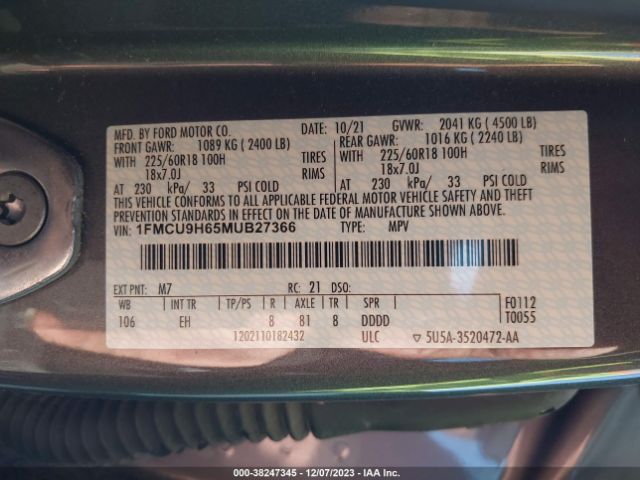 MFD. BY FORD MOTOR CO. DATE: 10/21 GVWR: 2041 KG ( 4500 LB)
FRONT GAWR: 1089 KG ( 2400 LB) REAR GAWR: 1016 KG ( 2240 LB)
WITH 225/60R18 100H TIRES WITH 225/60R18 100H TIRES
18x7.0J RIMS 18x7.0J RIMS
AT 230 kPa/ 33 PSI COLD AT 230 kPa/ 33 PSI COLD
THIS VEHICLE CONFORMS TO ALL APPLICABLE FEDERAL MOTOR VEHICLE SAFETY, BUMPER, AND THEFT
PREVENTION STANDARDS IN EFFECT ON THE DATE OF MANUFACTURE SHOWN ABOVE.
VIN: 1FMCU9H65MUB27366 TYPE: MPV
EXT PNT: M7 RC: 21 DSO:
WB INT TR TP/PS R AXLE TR SPR F0112
106 EH 8 81 8 DDDD T0055
1202110182432 ULC ▽ 5U5A-3520472-AA
000-38247345 | 12/07/2023 - IAA Inc.